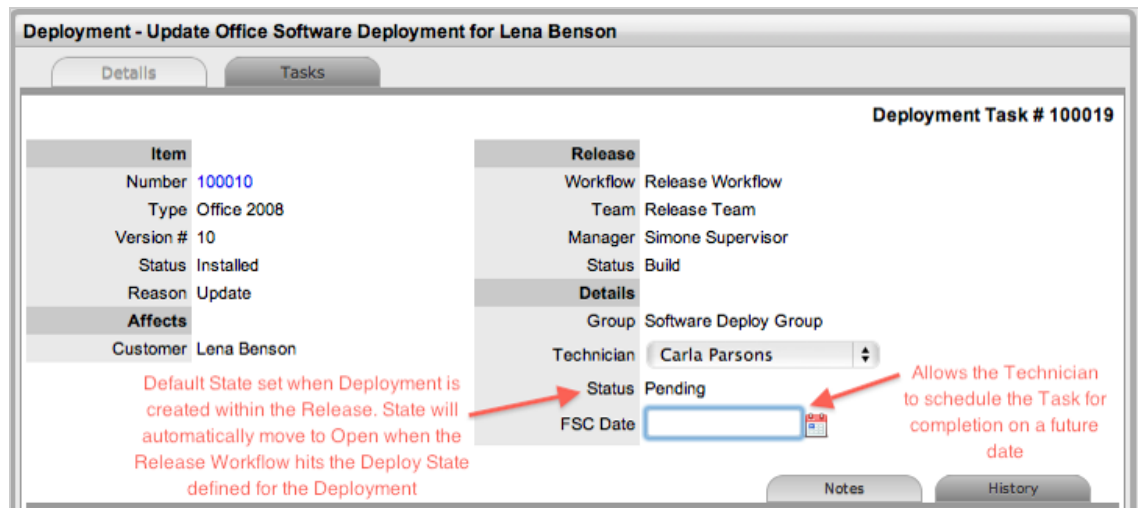 Deployment - Update Office Software Deployment for Lena Benson
Details
Tasks
Deployment Task # 100019
Item
Number 100010
Type Office 2008
Version # 10
Status Installed
Reason Update
Affects
Customer Lena Benson
Release
Workflow Release Workflow
Team Release Team
Manager Simone Supervisor
Status Build
Details
Group Software Deploy Group
Technician Carla Parsons
Status Pending
FSC Date
Default State set when Deployment is
created within the Release. State will
automatically move to Open when the
Release Workflow hits the Deploy State
defined for the Deployment
Allows the Technician
to schedule the Task for
completion on a future
date
Notes
History